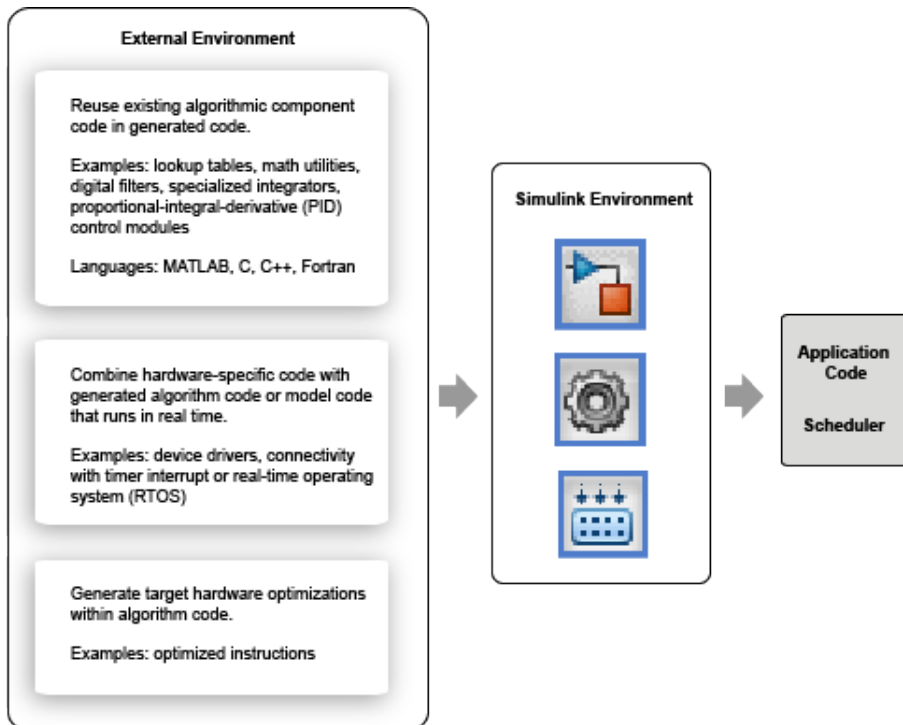 External Environment
Reuse existing algorithmic component
code in generated code.
Examples: lookup tables, math utilities,
digital filters, specialized integrators,
proportional-integral-derivative (PID)
control modules
Languages: MATLAB, C, C++, Fortran
Combine hardware-specific code with
generated algorithm code or model code
that runs in real time.
Examples: device drivers, connectivity
with timer interrupt or real-time operating
system (RTOS)
Generate target hardware optimizations
within algorithm code.
Examples: optimized instructions
Simulink Environment
Application
Code
Scheduler